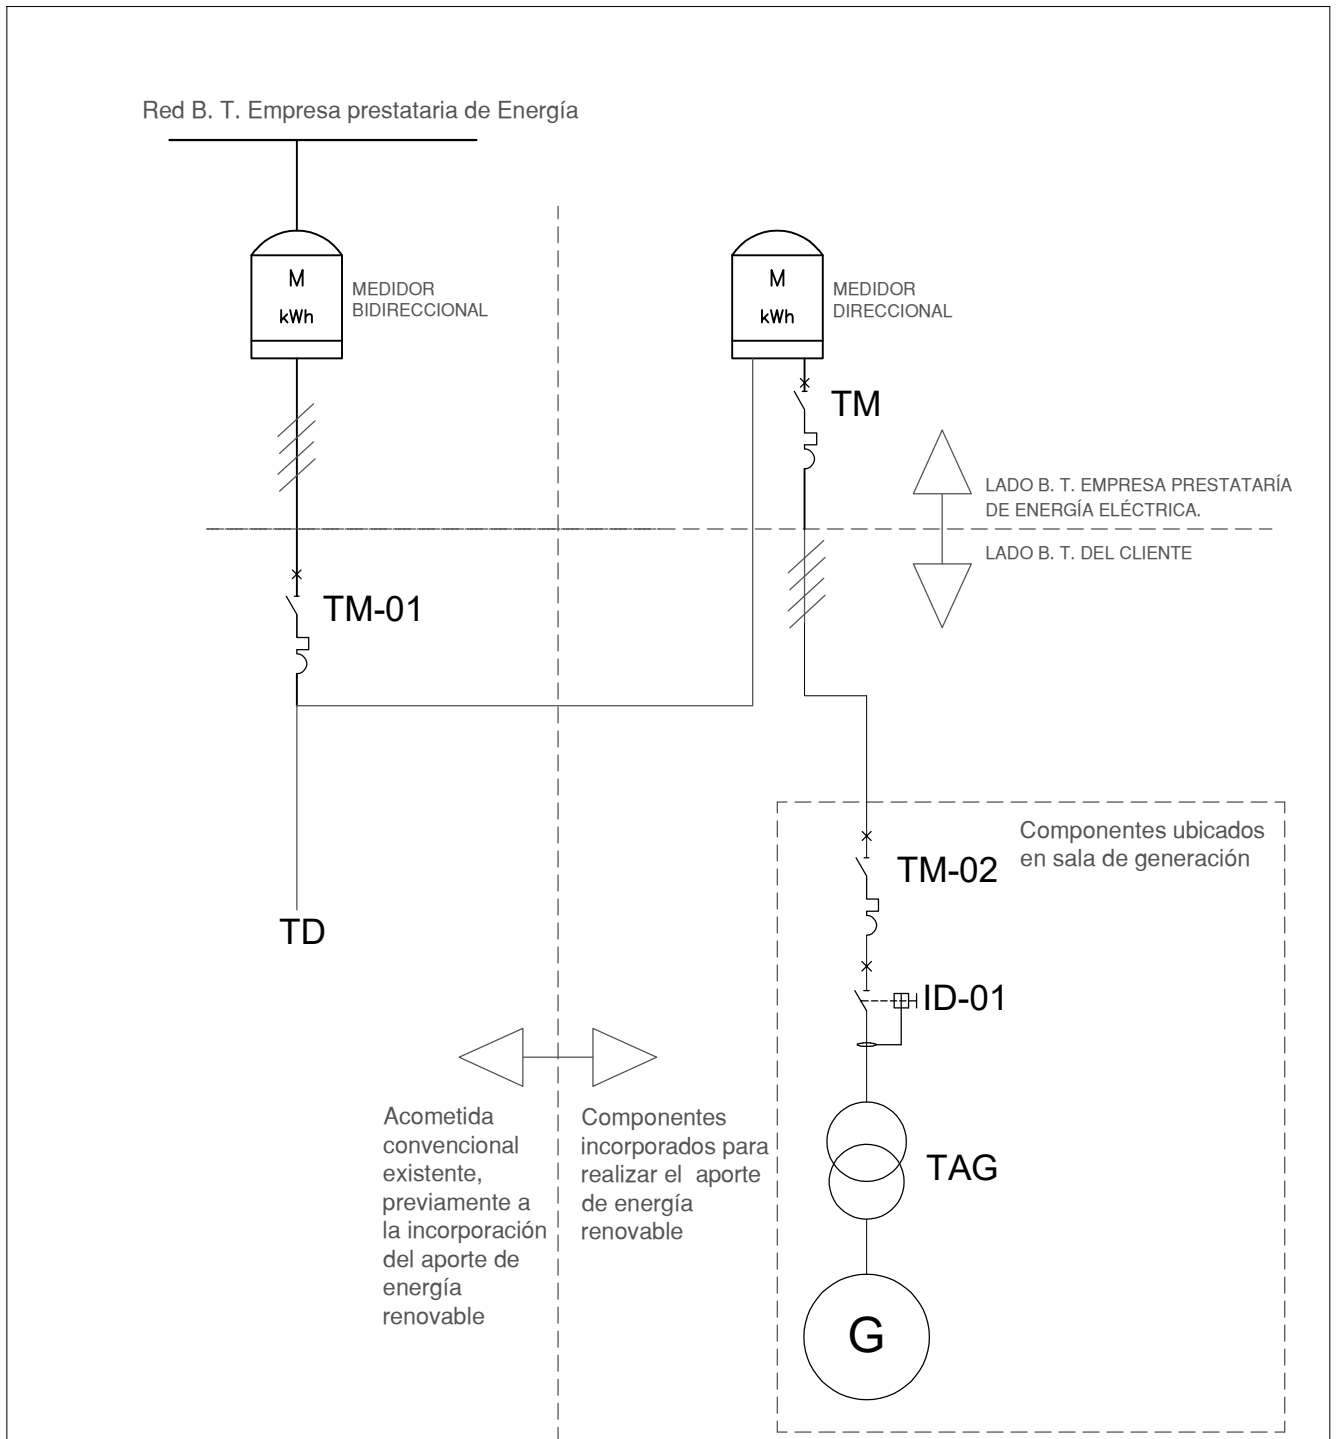 Red B. T. Empresa prestataria de Energía
M
kWh
MEDIDOR
BIDIRECCIONAL
M
kWh
MEDIDOR
DIRECCIONAL
TM
LADO B. T. EMPRESA PRESTATARÍA
DE ENERGÍA ELÉCTRICA.
LADO B. T. DEL CLIENTE
TM-01
Componentes ubicados
en sala de generación
TM-02
TD
ID-01
Acometida
convencional
existente,
previamente a
la incorporación
del aporte de
energía
renovable
Componentes
incorporados para
realizar el aporte
de energía
renovable
TAG
G